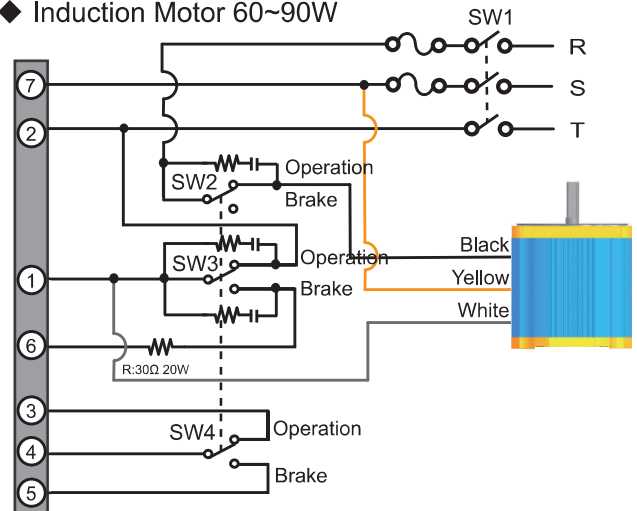 ◆ Induction Motor 60~90W
SW1
R
7
S
2
T
Operation
SW2
Brake
Black
SW3
Operation
Yellow
1
Brake
White
6
R:30Ω 20W
3
SW4
Operation
4
Brake
5